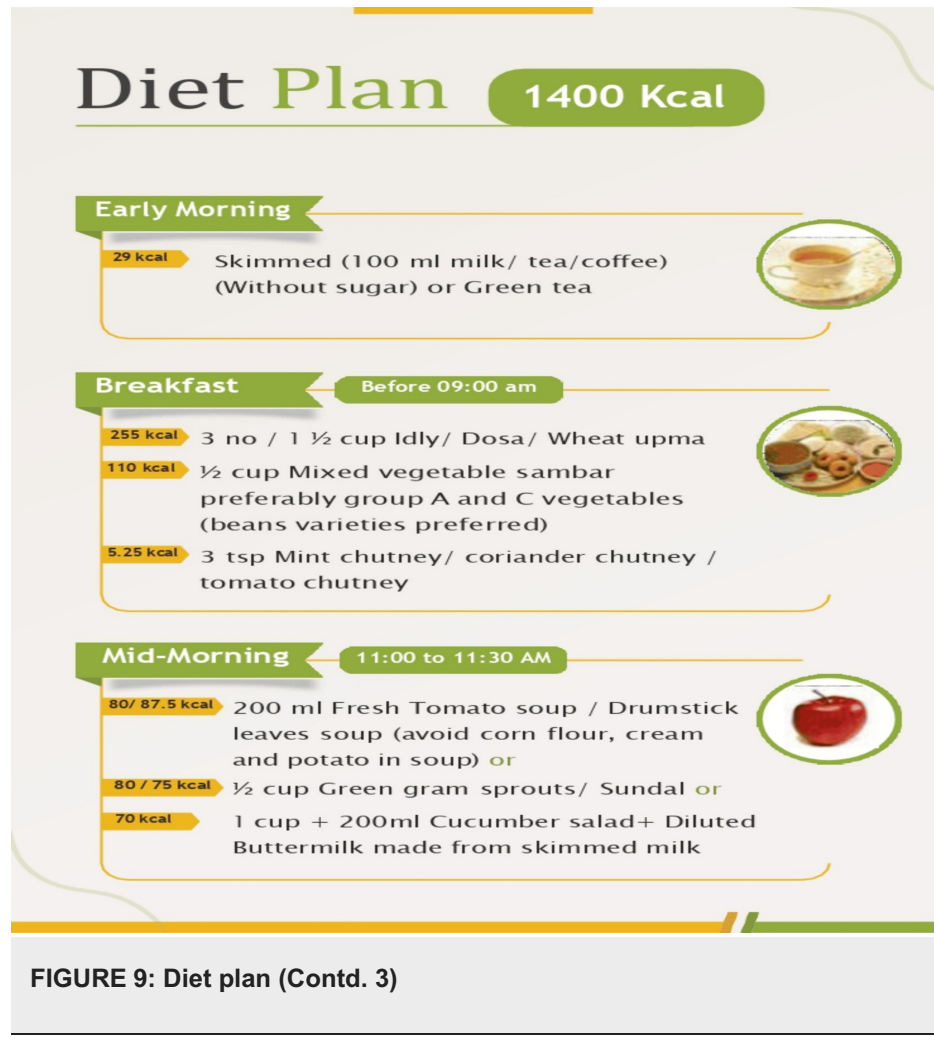 Diet Plan 1400 Kcal
Early Morning
29 kcal Skimmed (100 ml milk/ tea/coffee)
(Without sugar) or Green tea
Breakfast Before 09:00 am
255 kcal 3 no / 1 ½ cup Idly/ Dosa/ Wheat upma
110 kcal ½ cup Mixed vegetable sambar
preferably group A and C vegetables
(beans varieties preferred)
5.25 kcal 3 tsp Mint chutney/ coriander chutney /
tomato chutney
Mid-Morning 11:00 to 11:30 AM
80/ 87.5 kcal 200 ml Fresh Tomato soup / Drumstick
leaves soup (avoid corn flour, cream
and potato in soup) or
80 / 75 kcal ½ cup Green gram sprouts/ Sundal or
70 kcal 1 cup + 200ml Cucumber salad+ Diluted
Buttermilk made from skimmed milk
FIGURE 9: Diet plan (Contd. 3)